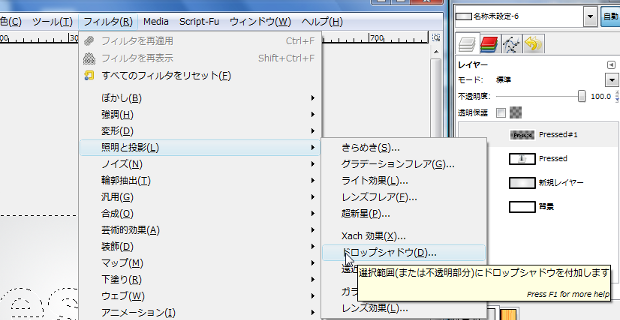 色(C) ツール(T) フィルタ(R) Media Script-Fu ウィンドウ(W) ヘルプ(H)
300
700
フィルタを再適用 Ctrl+F
フィルタを再表示 Shift+Ctrl+F
すべてのフィルタをリセット(F)
ぼかし(B)
強調(H)
変形(D)
照明と投影(L)
ノイズ(N)
輪郭抽出(T)
汎用(G)
合成(O)
芸術的効果(A)
装飾(D)
マップ(M)
下塗り(R)
ウェブ(W)
アニメーション(I)
きらめき(S)...
グラデーションフレア(G)...
ライト効果(L)...
レンズフレア(F)...
超新星(P)...
Xach 効果(X)...
ドロップシャドウ(D)...
選択範囲(または不透明部分)にドロップシャドウを付加します
Press F1 for more help
レンズ効果(L)...
名称未設定-6
自動
レイヤー
モード: 標準
不透明度: 100.0
透明保護
Pressed#1
Pressed
新規レイヤー
背景